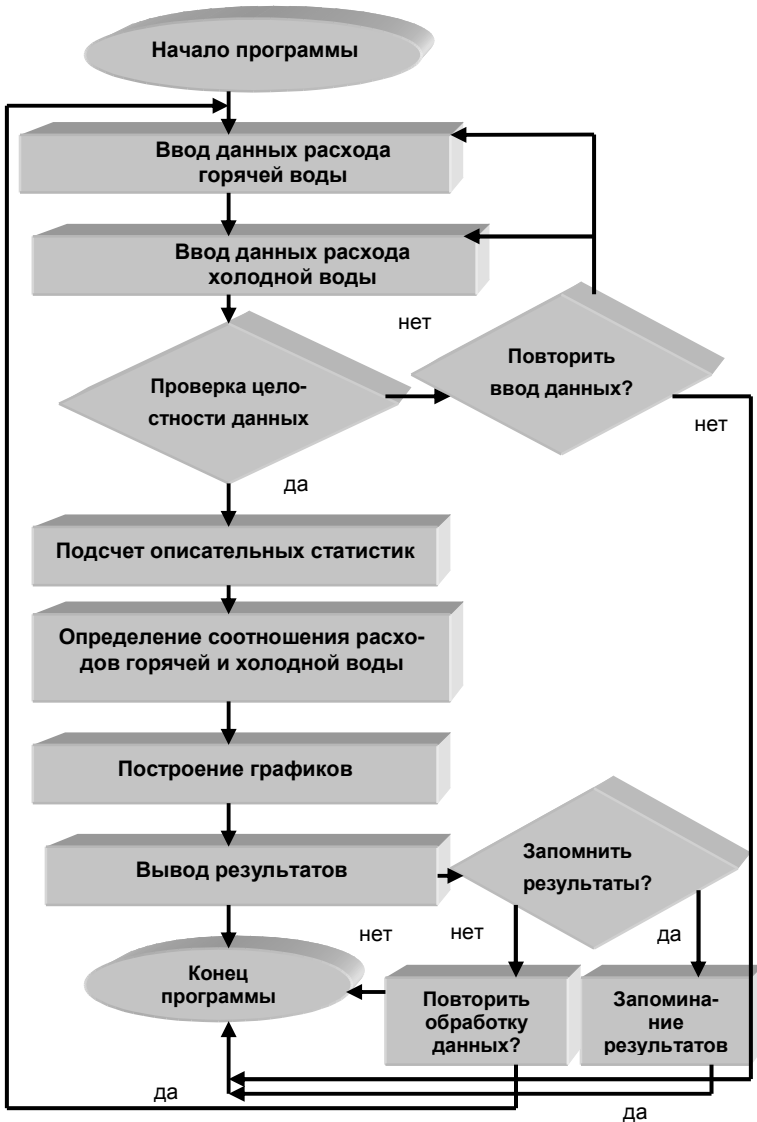 Начало программы
Ввод данных расхода
горячей воды
Ввод данных расхода
холодной воды
нет
Повторить
ввод данных?
Проверка цело-
стности данных
нет
да
Подсчет описательных статистик
Определение соотношения расхо-
дов горячей и холодной воды
Построение графиков
Запомнить
результаты?
Вывод результатов
нет
нет
да
Конец
программы
Повторить
обработку
данных?
Запомина-
ние
результатов
да
да